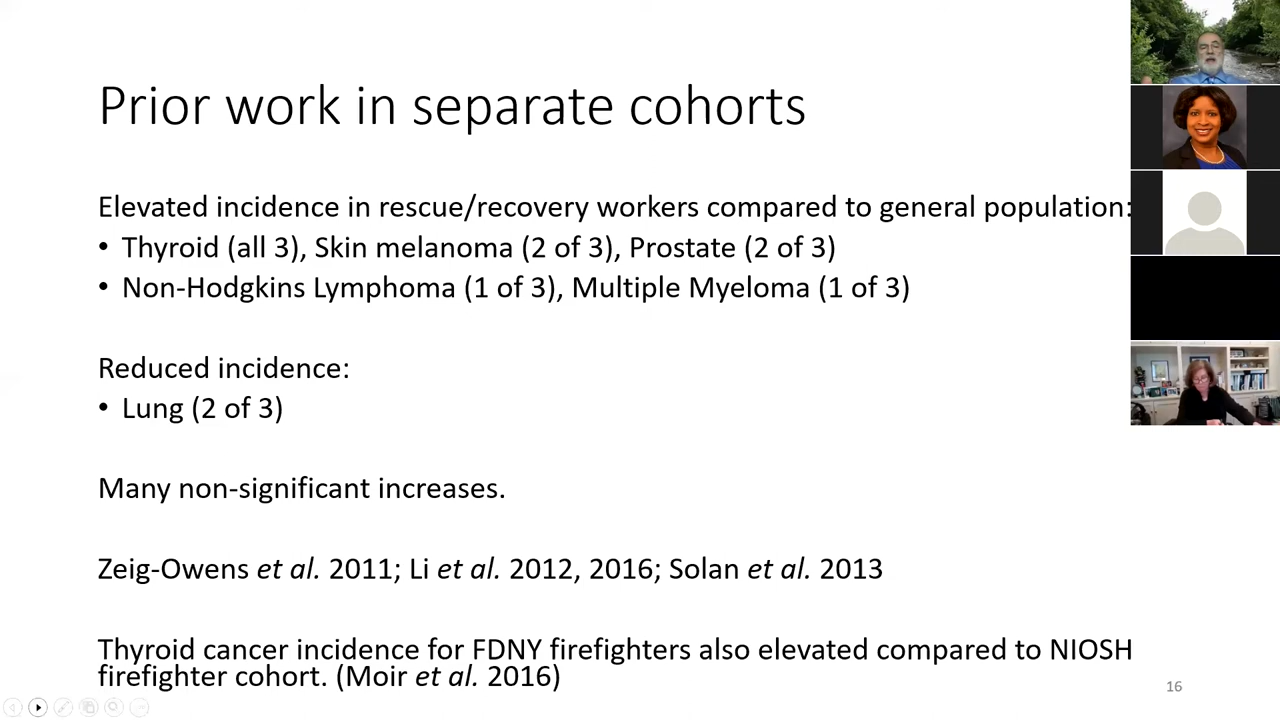 Prior work in separate cohorts
Elevated incidence in rescue/recovery workers compared to general population:
• Thyroid (all 3), Skin melanoma (2 of 3), Prostate (2 of 3)
• Non-Hodgkins Lymphoma (1 of 3), Multiple Myeloma (1 of 3)
Reduced incidence:
• Lung (2 of 3)
Many non-significant increases.
Zeig-Owens et al. 2011; Li et al. 2012, 2016; Solan et al. 2013
Thyroid cancer incidence for FDNY firefighters also elevated compared to NIOSH
firefighter cohort. (Moir et al. 2016)
16